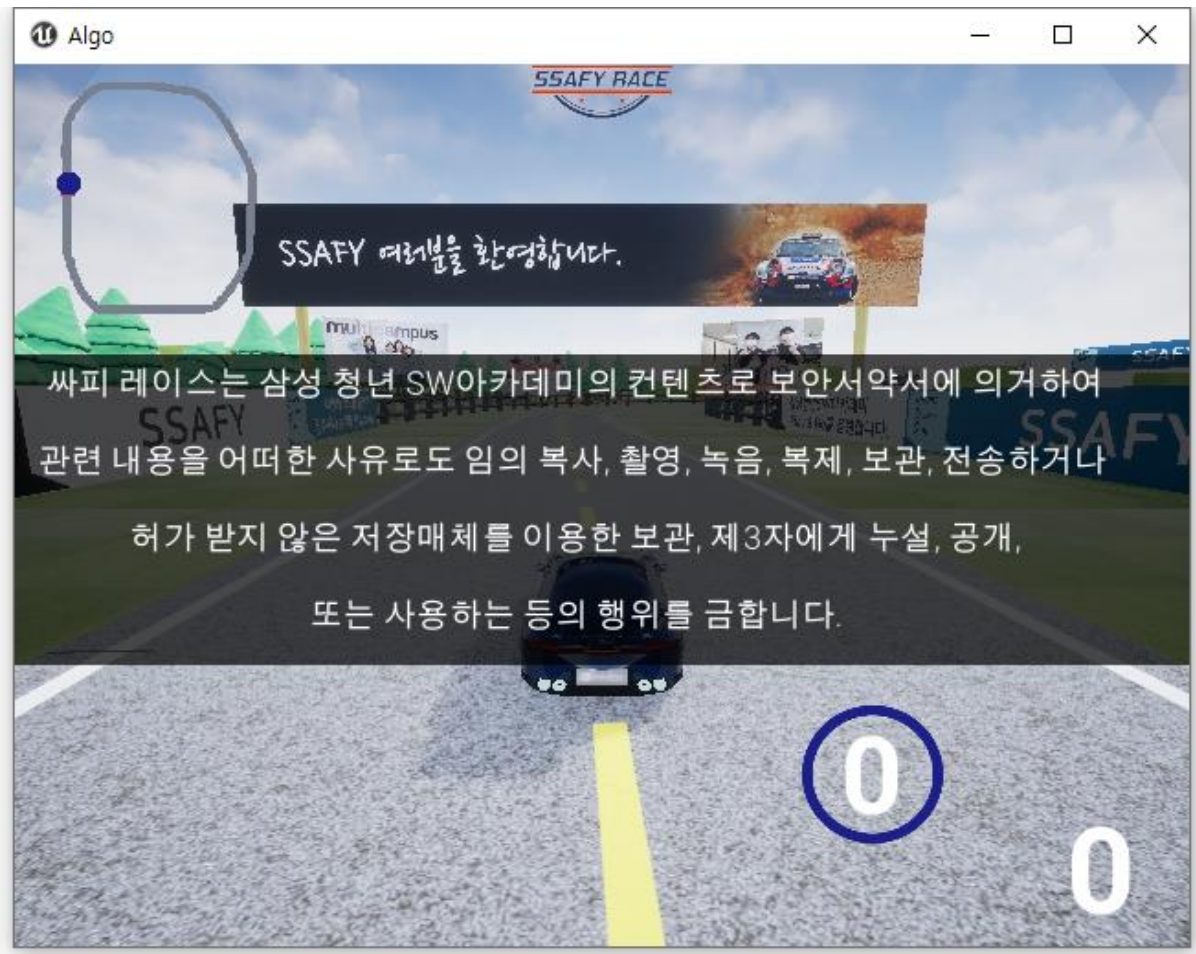 Algo
SSAFY RACE
SSAFY 여러분을 환영합니다.
multicampus
SSAFY
싸피 레이스는 삼성 청년 SW아카데미의 컨텐츠로 보안서약서에 의거하여
SSAFY
SSAFY
관련 내용을 어떠한 사유로도 임의 복사, 촬영, 녹음, 복제, 보관, 전송하거나
허가 받지 않은 저장매체를 이용한 보관, 제3자에게 누설, 공개,
또는 사용하는 등의 행위를 금합니다.
0
0